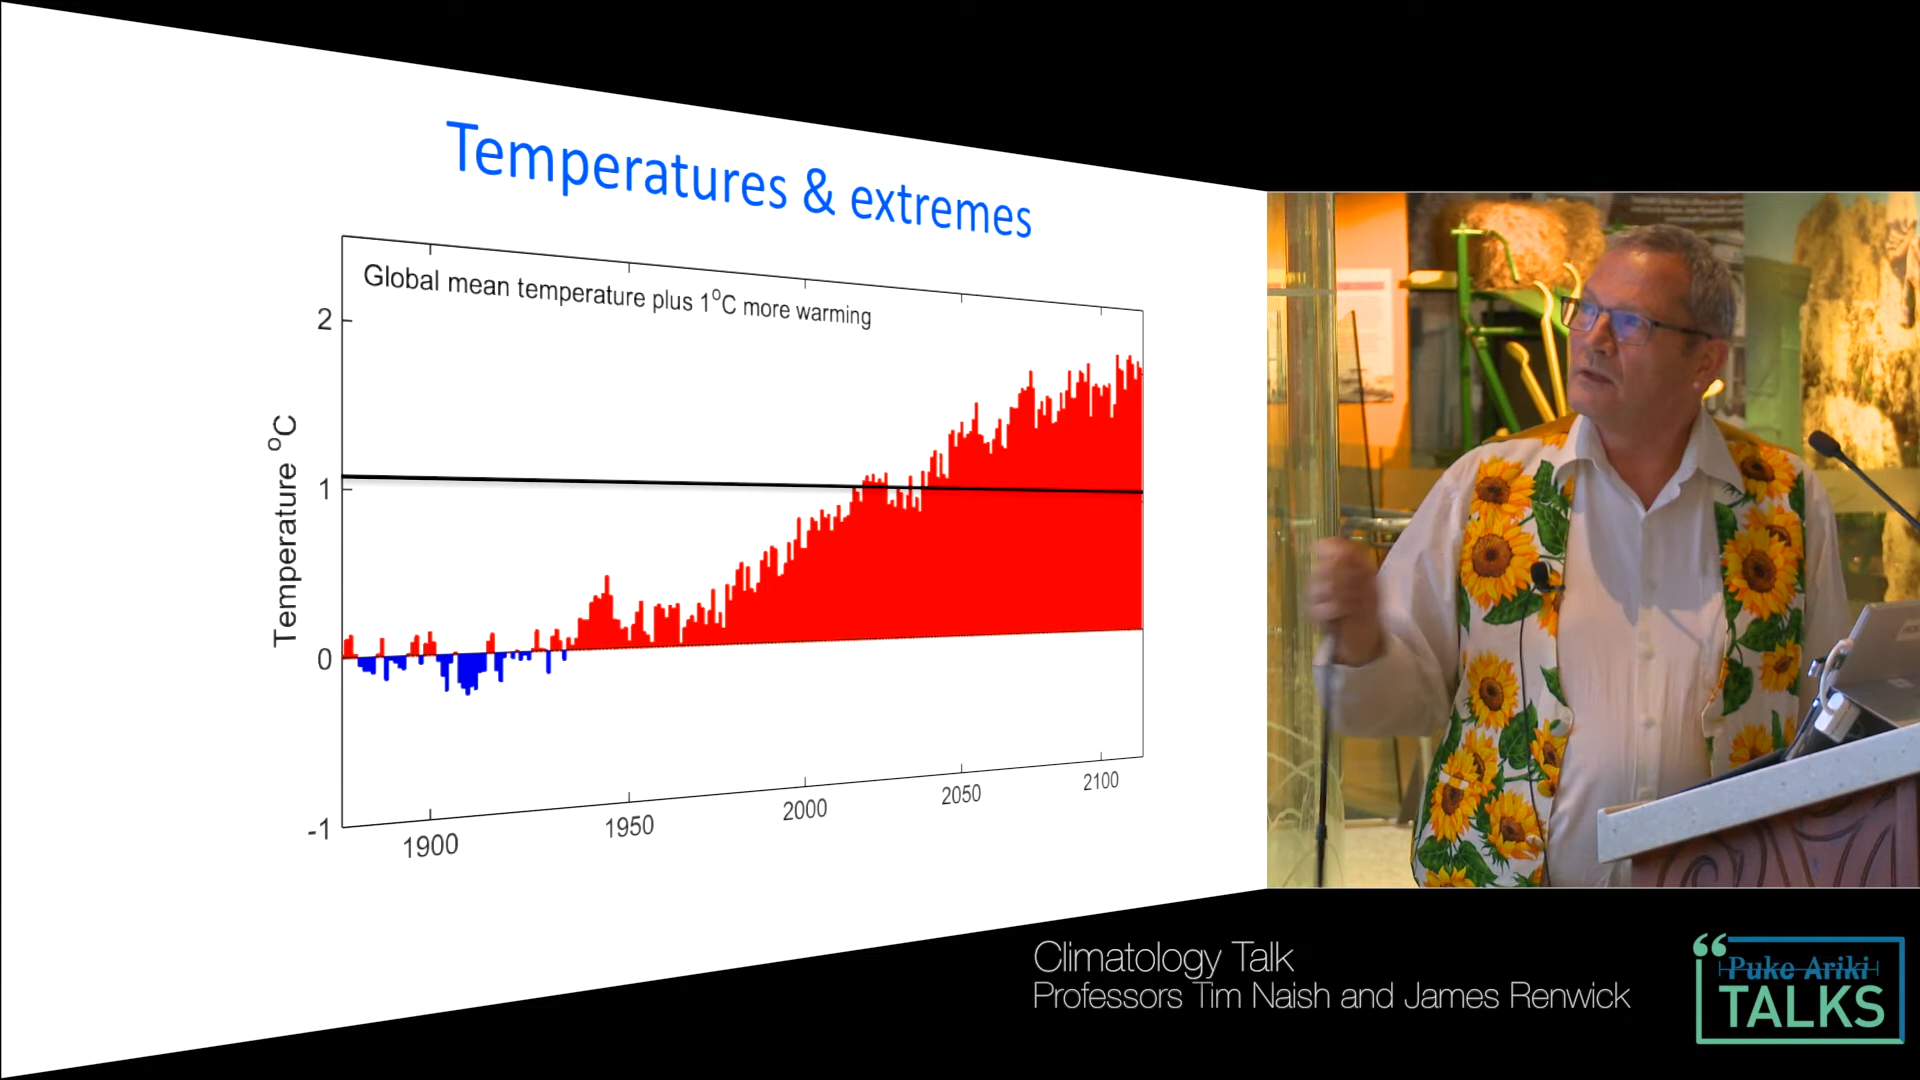 Temperatures & extremes
Global mean temperature plus 1°C more warming
Temperature °C
2
1
0
-1
1900
1950
2000
2050
2100
Climatology Talk
Professors Tim Naish and James Renwick
Puke Ariki
TALKS